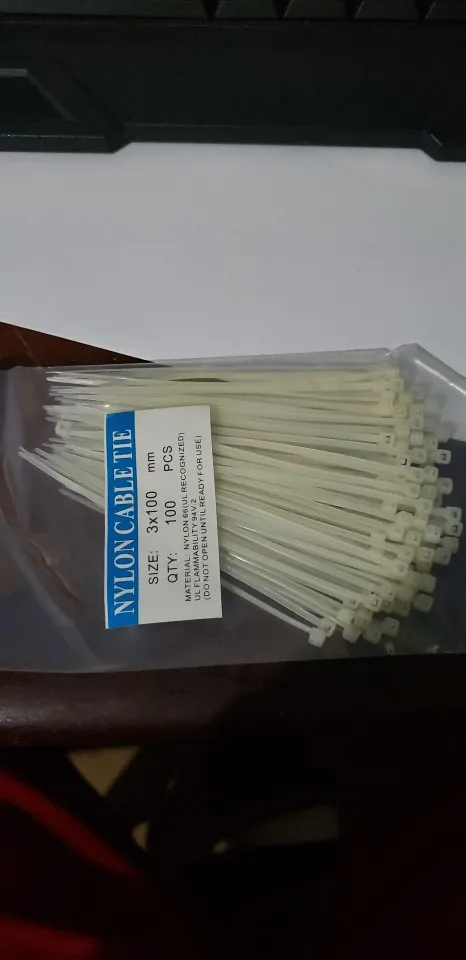 NYLON CABLE TIE
SIZE: 3x100 mm
QTY: 100 PCS
MATERIAL: NYLON 66(UL RECOGNIZED)
UL FLAMMABILITY 94V.2
(DO NOT OPEN UNTIL READY FOR USE)